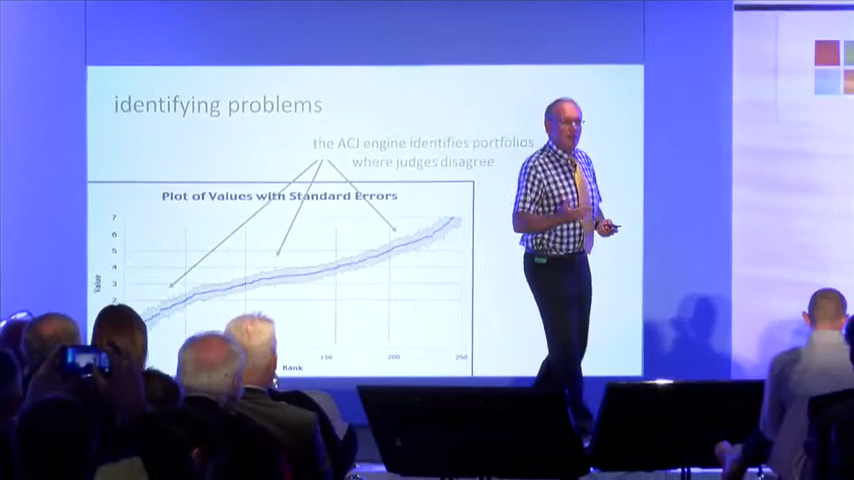 identifying problems
the ACJ engine identifies portfolios
where judges disagree
Plot of Values with Standard Errors
7
6
5
4
3
2
Value
150
200
250
Rank